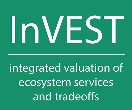 InVEST
integrated valuation of
ecosystem services
and tradeoffs